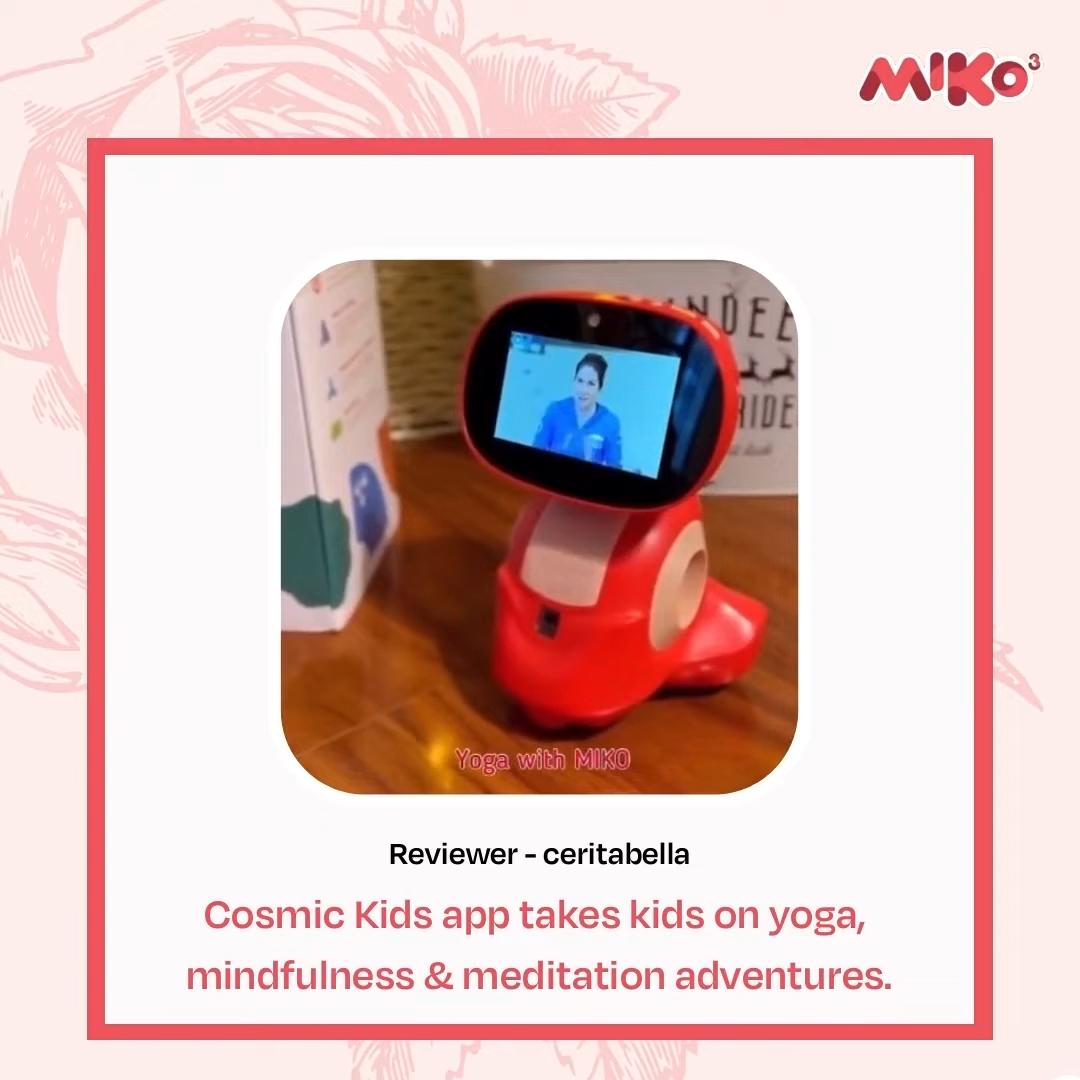 MIKO3
Yoga with MIKO
Reviewer - ceritabella
Cosmic Kids app takes kids on yoga,
mindfulness & meditation adventures.